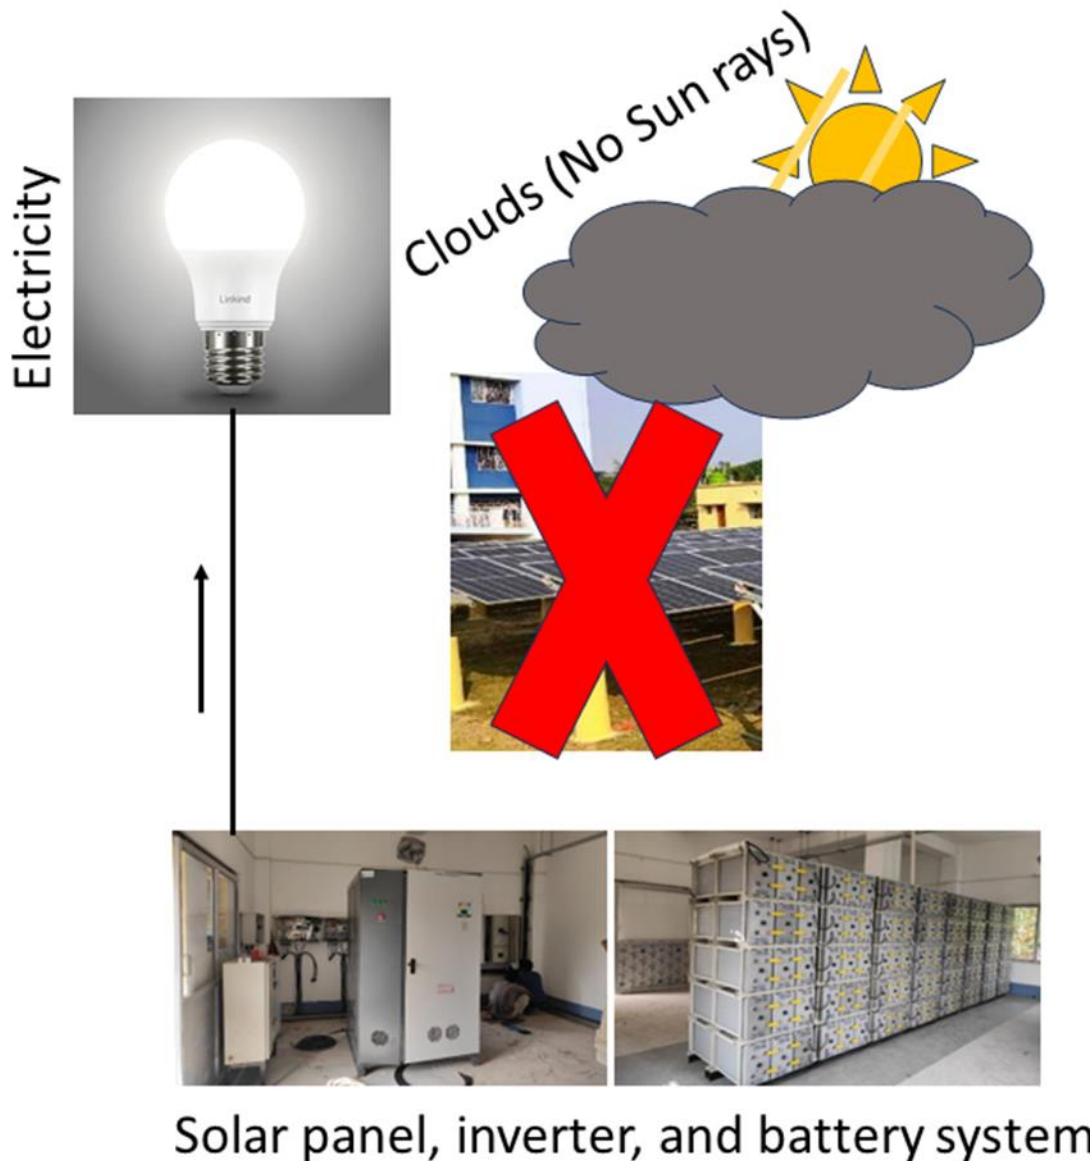 Clouds (No Sun rays)
Electricity
Linkind
Solar panel, inverter, and battery system